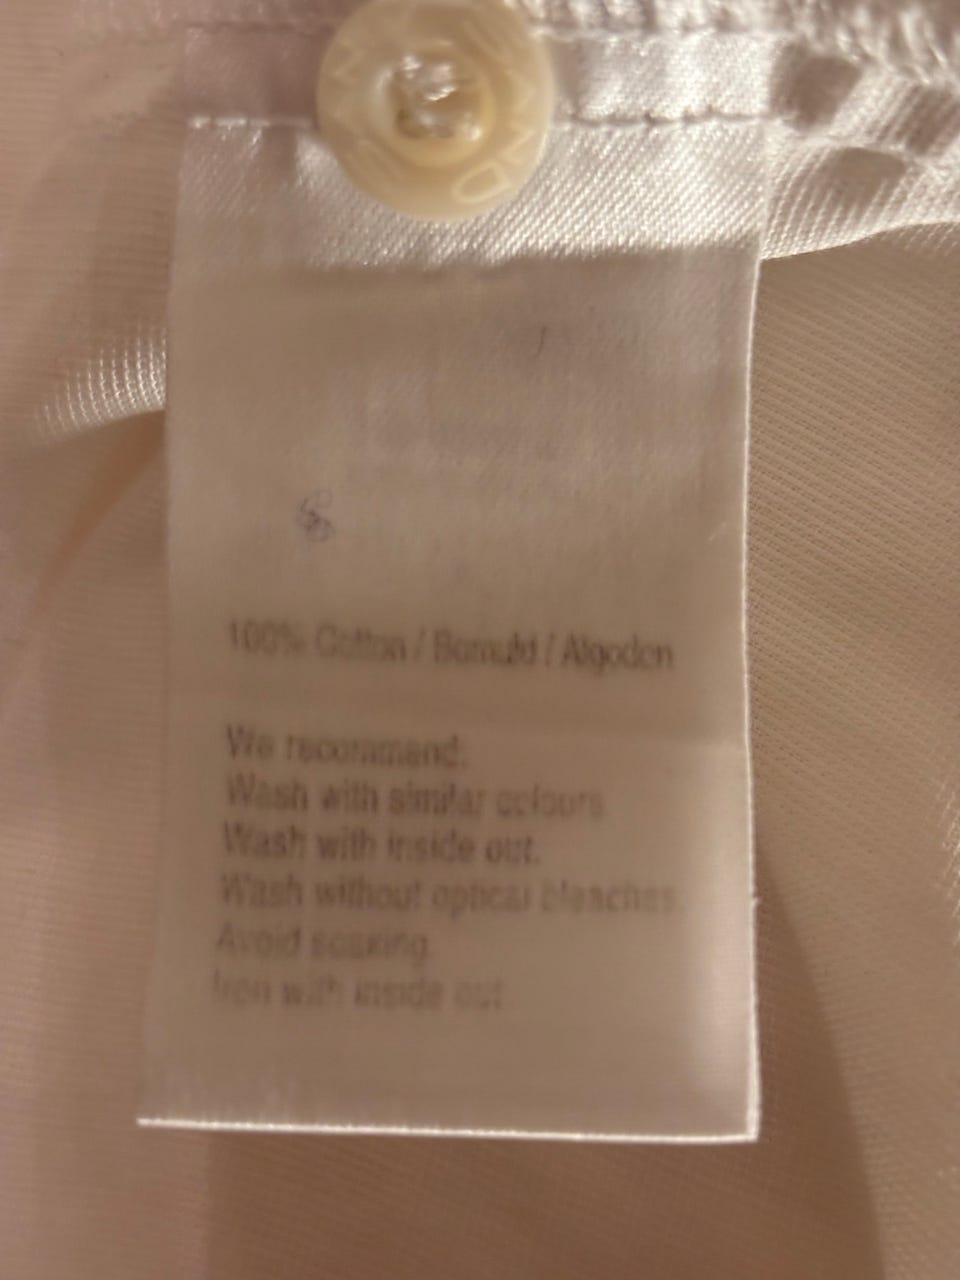 100% Cotton / Bomuld / Algodon
We recommend:
Wash with similar colours
Wash with inside out.
Wash without optical bleaches.
Avoid soaking.
Iron with inside out